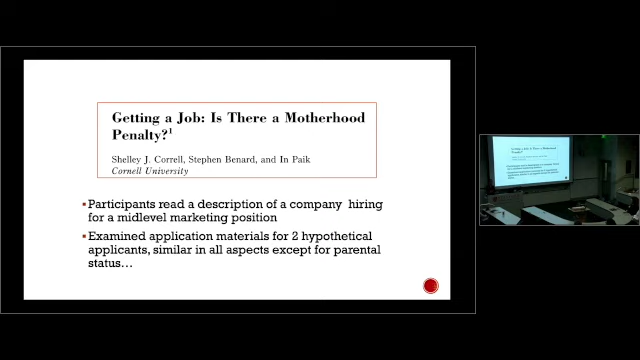 Getting a Job: Is There a Motherhood
Penalty?¹
Shelley J. Correll, Stephen Benard, and In Paik
Cornell University
▪Participants read a description of a company hiring
for a midlevel marketing position
▪Examined application materials for 2 hypothetical
applicants, similar in all aspects except for parental
status…